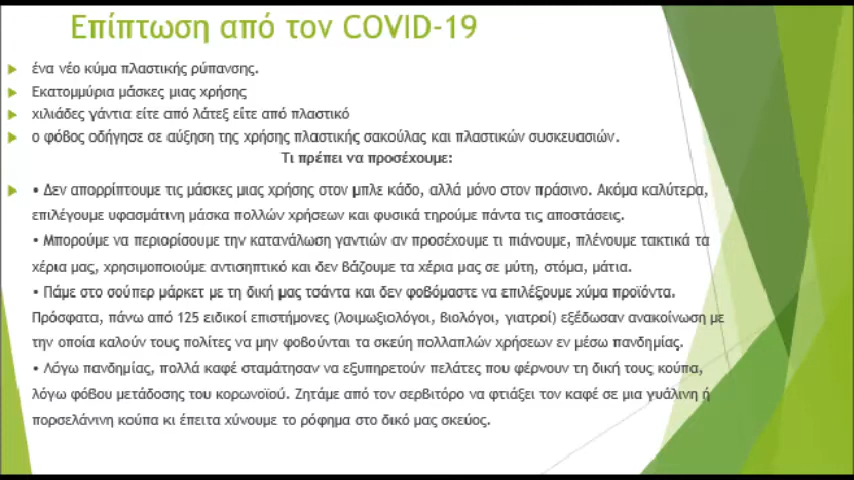 Επίπτωση από τον COVID-19
ένα νέο κύμα πλαστικής ρύπανσης.
Εκατομμύρια μάσκες μιας χρήσης
χιλιάδες γάντια είτε από λάτεξ είτε από πλαστικό
ο φόβος οδήγησε σε αύξηση της χρήσης πλαστικής σακούλας και πλαστικών συσκευασιών.
Τι πρέπει να προσέχουμε:
• Δεν απορρίπτουμε τις μάσκες μιας χρήσης στον μπλε κάδο, αλλά μόνο στον πράσινο. Ακόμα καλύτερα,
επιλέγουμε υφασμάτινη μάσκα πολλών χρήσεων και φυσικά τηρούμε πάντα τις αποστάσεις.
• Μπορούμε να περιορίσουμε την κατανάλωση γαντιών αν προσέχουμε τι πιάνουμε, πλένουμε τακτικά τα
χέρια μας, χρησιμοποιούμε αντισηπτικό και δεν βάζουμε τα χέρια μας σε μύτη, στόμα, μάτια.
• Πάμε στο σούπερ μάρκετ με τη δική μας τσάντα και δεν φοβόμαστε να επιλέξουμε χύμα προϊόντα.
Πρόσφατα, πάνω από 125 ειδικοί επιστήμονες (λοιμωξιολόγοι, βιολόγοι, γιατροί) εξέδωσαν ανακοίνωση με
την οποία καλούν τους πολίτες να μην φοβούνται τα σκεύη πολλαπλών χρήσεων εν μέσω πανδημίας.
• Λόγω πανδημίας, πολλά καφέ σταμάτησαν να εξυπηρετούν πελάτες που φέρνουν τη δική τους κούπα,
λόγω φόβου μετάδοσης του κορωνοϊού. Ζητάμε από τον σερβιτόρο να φτιάξει τον καφέ σε μια γυάλινη ή
πορσελάνινη κούπα κι έπειτα χύνουμε το ρόφημα στο δικό μας σκεύος.